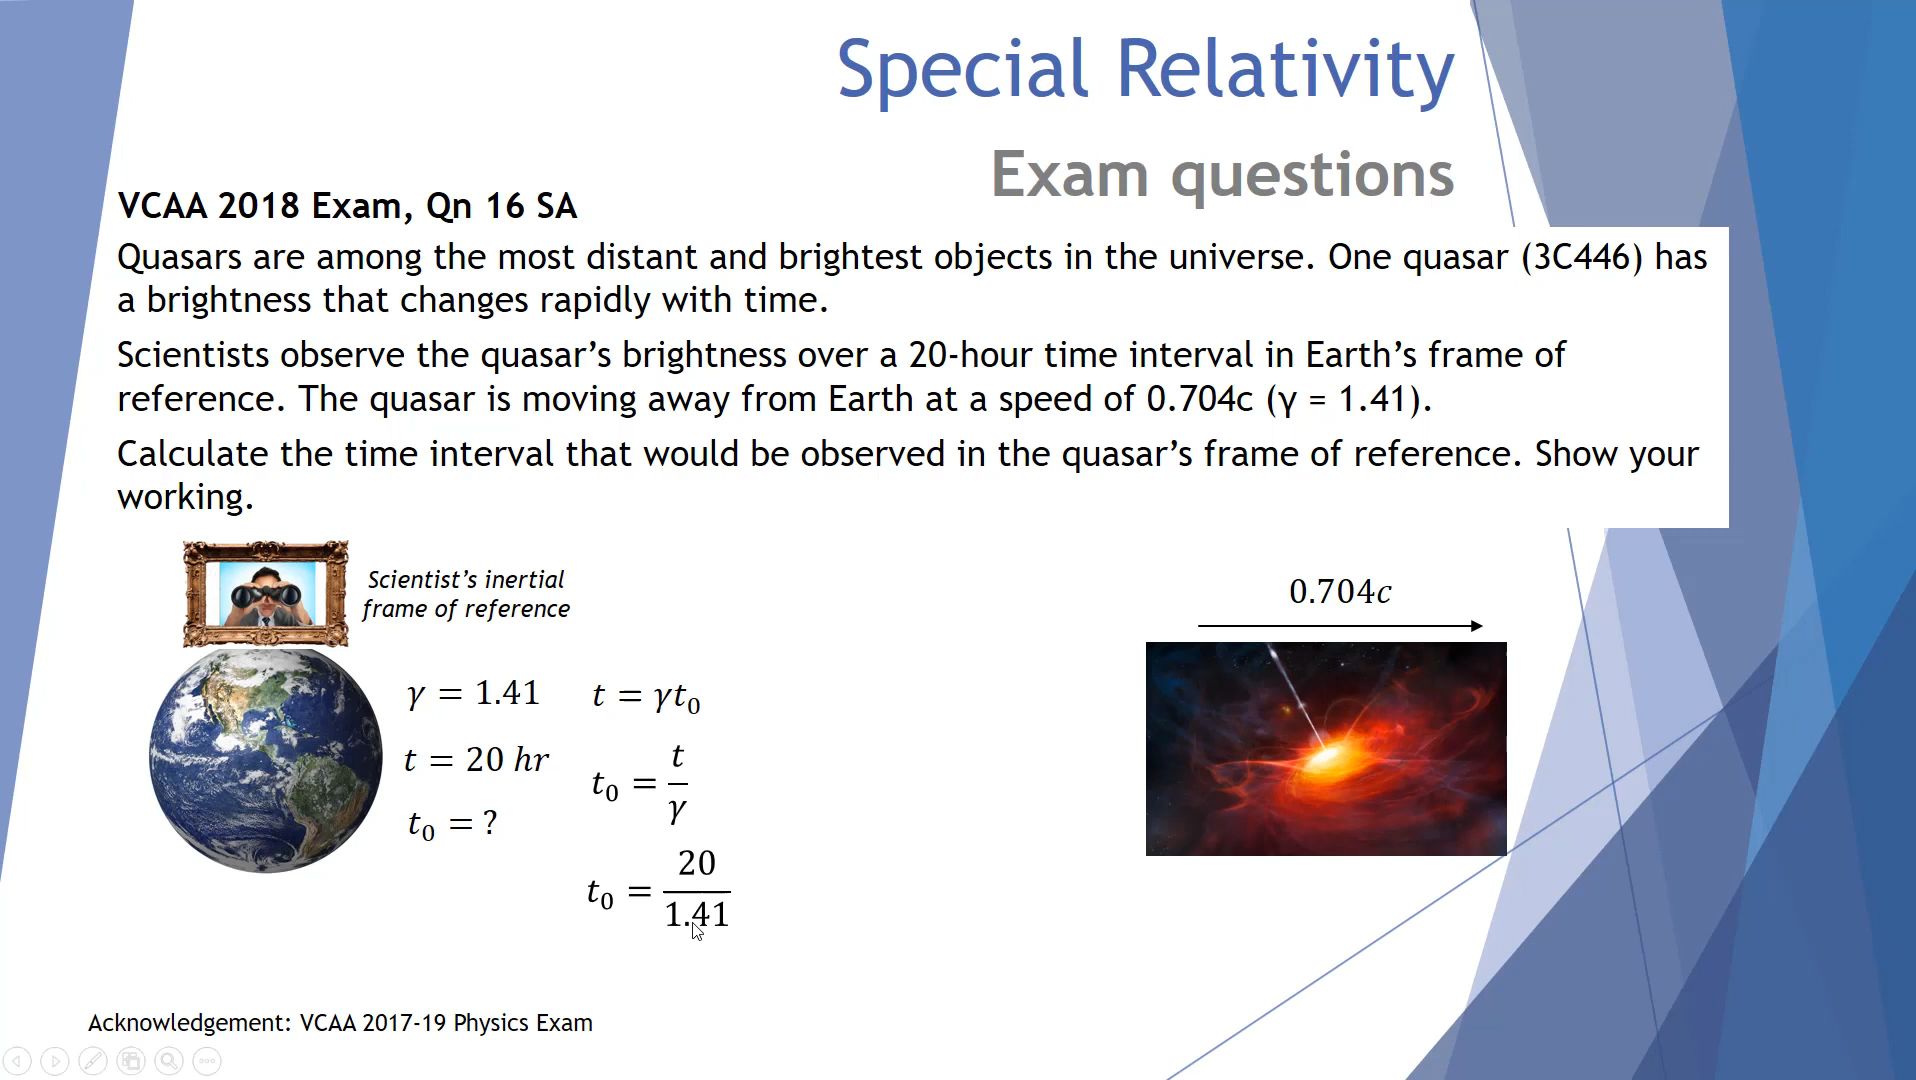 Special Relativity
Exam questions
VCAA 2018 Exam, Qn 16 SA
Quasars are among the most distant and brightest objects in the universe. One quasar (3C446) has
a brightness that changes rapidly with time.
Scientists observe the quasar’s brightness over a 20-hour time interval in Earth’s frame of
reference. The quasar is moving away from Earth at a speed of 0.704c (γ = 1.41).
Calculate the time interval that would be observed in the quasar’s frame of reference. Show your
working.
Scientist’s inertial
frame of reference
0.704c
γ = 1.41
t = 20 hr
t₀ = ?
t = γt₀
t₀ = t/γ
t₀ = 20/1.41
Acknowledgement: VCAA 2017-19 Physics Exam